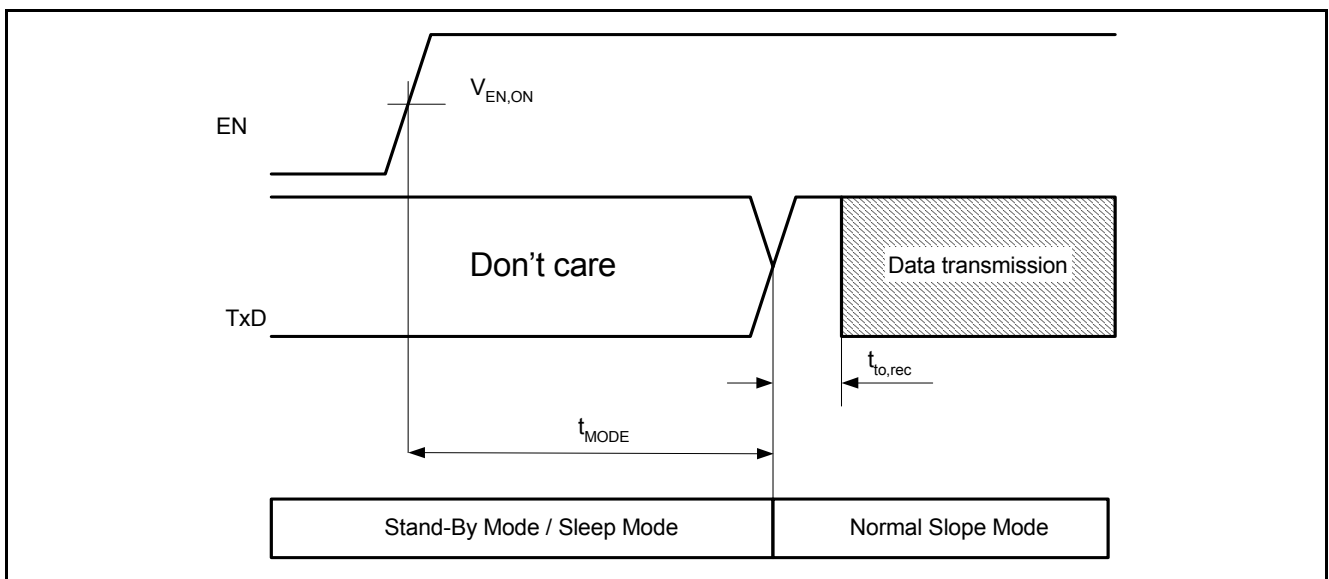 V_EN,ON
EN
Don't care
Data transmission
TxD
t_to,rec
t_MODE
Stand-By Mode / Sleep Mode
Normal Slope Mode